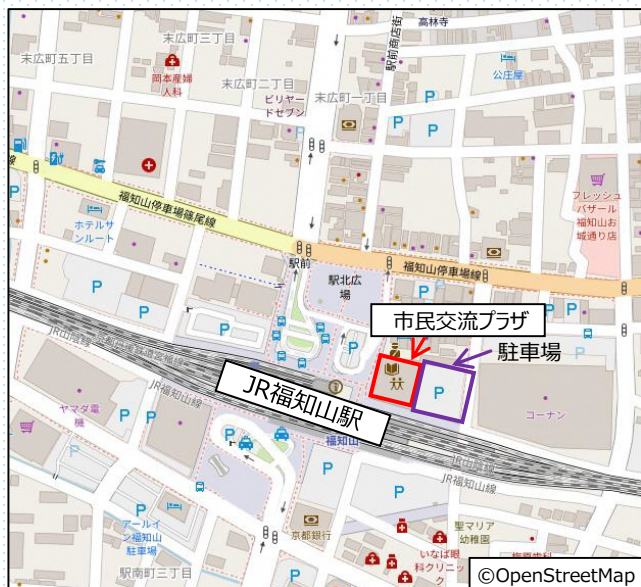 高林寺
末広町三丁目
末広町五丁目
岡本産婦
人科
末広町二丁目
駅前商店街
公庄屋
ビリヤー
ドセブン
末広町一丁目
フレッシュ
バザール
福知山お
城通り店
福知山停車場篠尾線
ホテルサ
ンルート
駅前
福知山停車場線
駅北広
場
市民交流プラザ
駐車場
JR山陰線
JR福知山線
JR福知山駅
コーナン
ヤマダ電
機
福知山
JR山陰線
JR福知山線
アールイ
ン福知山
駐車場
京都銀行
聖マリア
幼稚園
いなば眼
科クリニッ
ク
駅南町三丁目
©OpenStreetMap